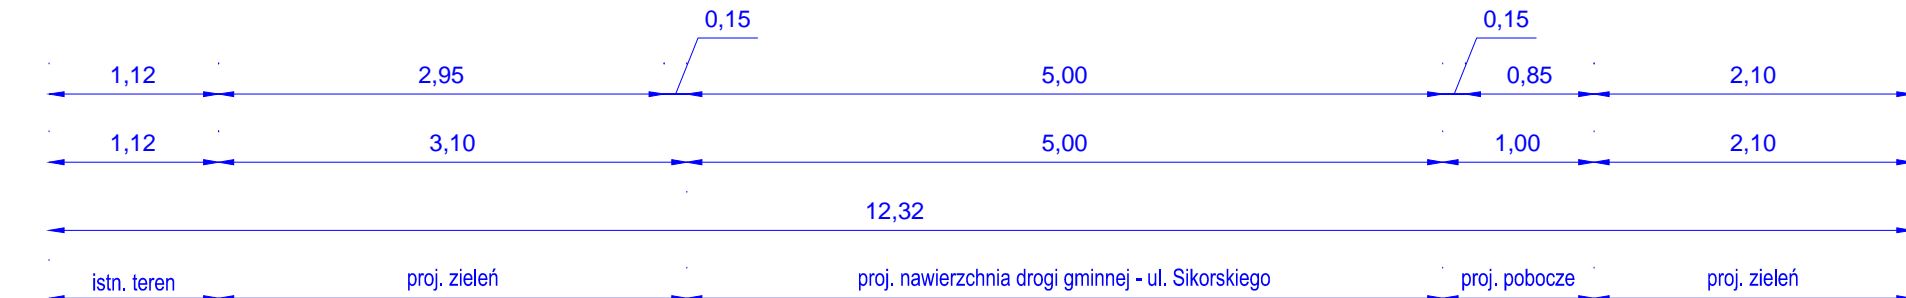 0,15 0,15
1,12 2,95 5,00 0,85 2,10
1,12 3,10 5,00 1,00 2,10
12,32
istn. teren proj. zieleń proj. nawierzchnia drogi gminnej - ul. Sikorskiego proj. pobocze proj. zieleń